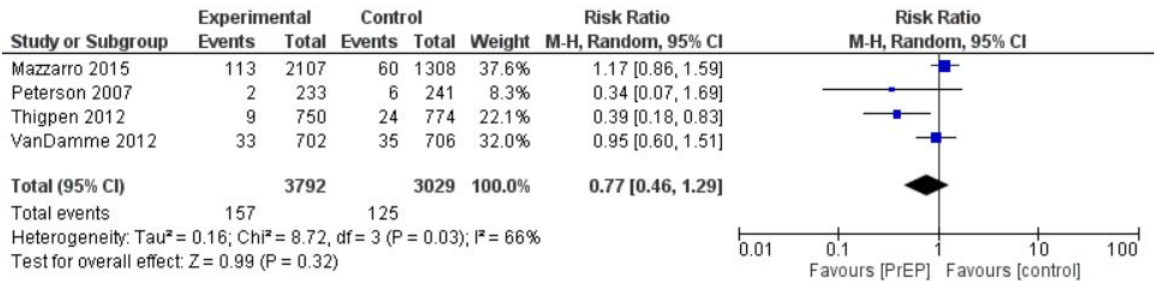 Experimental Control Risk Ratio Risk Ratio
Study or Subgroup Events Total Events Total Weight M-H, Random, 95% CI M-H, Random, 95% CI
Mazzarro 2015 113 2107 60 1308 37.6% 1.17 [0.86, 1.59]
Peterson 2007 2 233 6 241 8.3% 0.34 [0.07, 1.69]
Thigpen 2012 9 750 24 774 22.1% 0.39 [0.18, 0.83]
VanDamme 2012 33 702 35 706 32.0% 0.95 [0.60, 1.51]
Total (95% CI) 3792 3029 100.0% 0.77 [0.46, 1.29]
Total events 157 125
Heterogeneity: Tau² = 0.16; Chi² = 8.72, df = 3 (P = 0.03); I² = 66%
Test for overall effect: Z = 0.99 (P = 0.32)
0.01 0.1 1 10 100
Favours [PrEP] Favours [control]